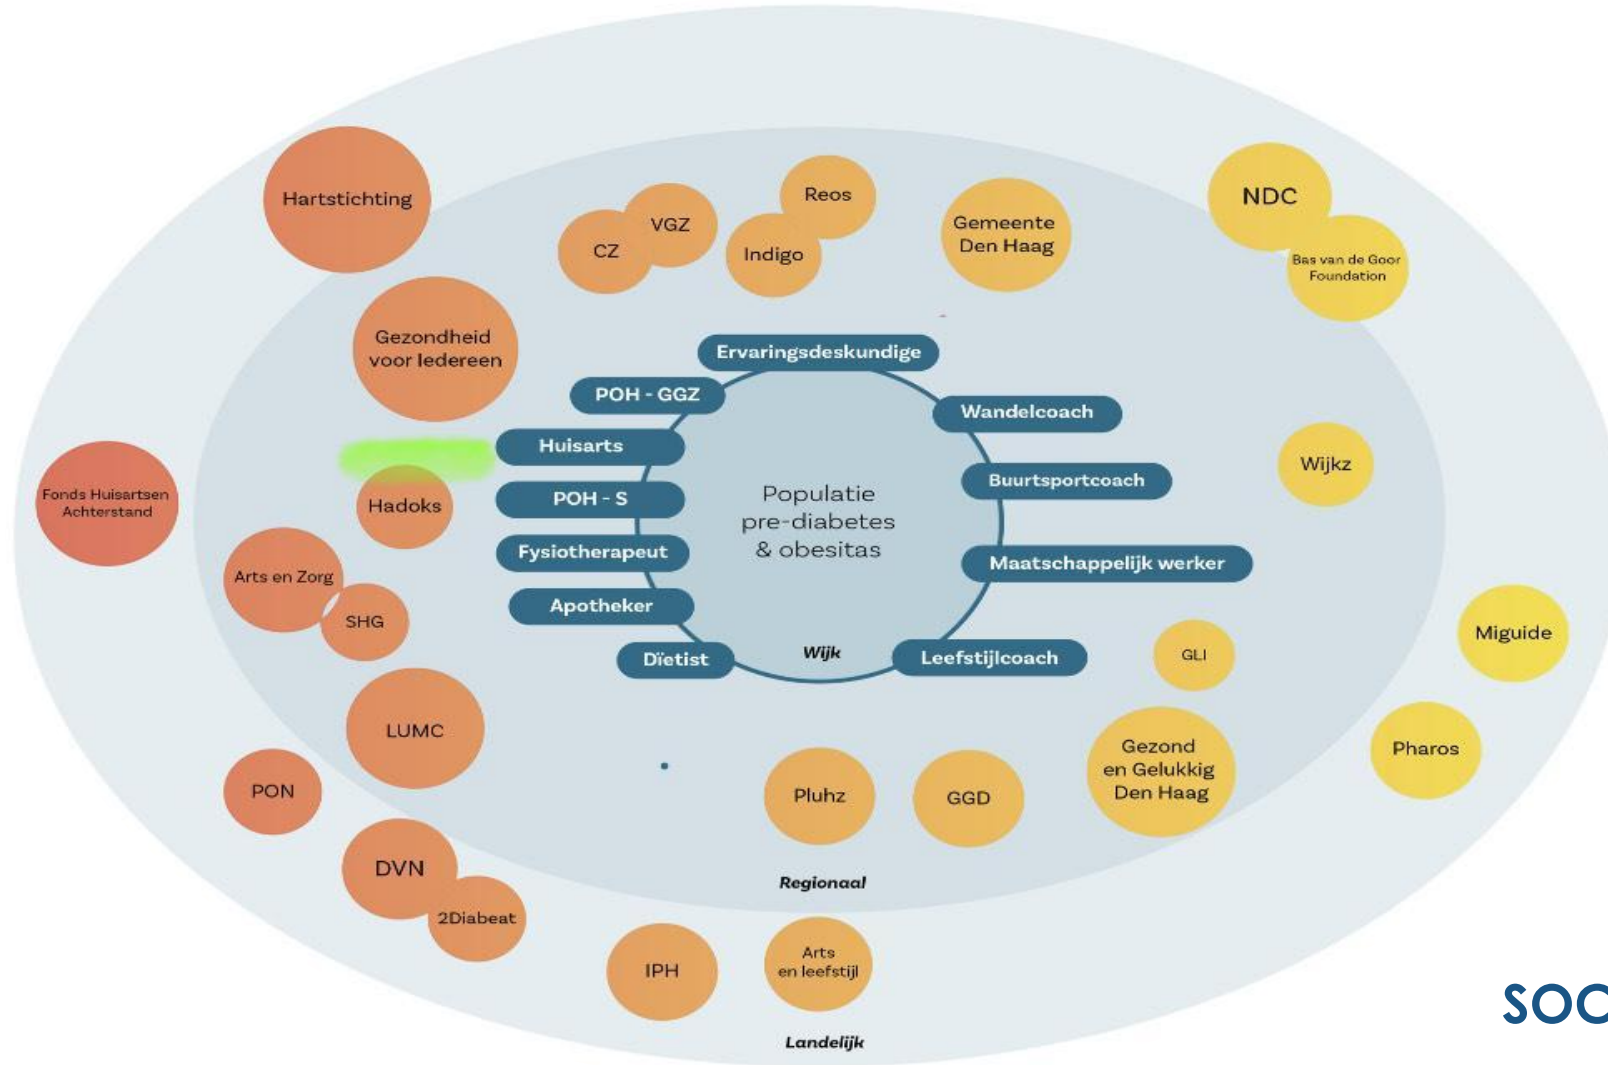 Hartstichting
Reos
VGZ
CZ
Indigo
Gemeente
Den Haag
NDC
Bas van de Goor
Foundation
Gezondheid
voor Iedereen
Ervaringsdeskundige
POH - GGZ
Wandelcoach
Huisarts
Wijkz
Buurtsportcoach
Fonds Huisartsen
Achterstand
Hadoks
POH - S
Populatie
pre-diabetes
& obesitas
Fysiotherapeut
Maatschappelijk werker
Arts en Zorg
Apotheker
SHG
Miguide
Wijk
Dïetist
Leefstijlcoach
GLI
LUMC
Pharos
Gezond
en Gelukkig
Den Haag
PON
Pluhz
GGD
DVN
Regionaal
2Diabeat
Arts
en leefstijl
IPH
SOC
Landelijk